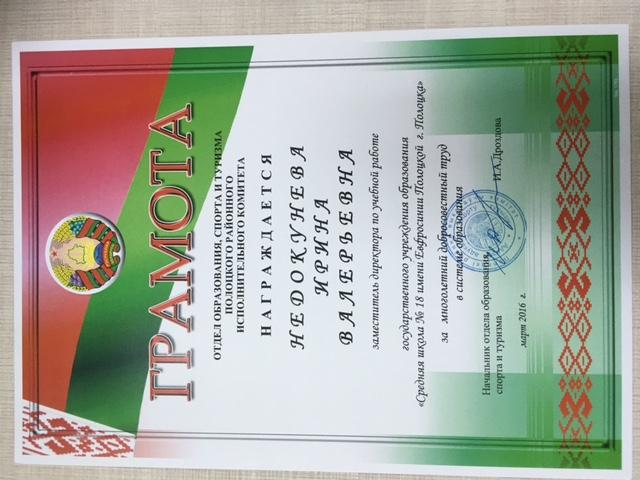 ГРАМОТА
ОТДЕЛ ОБРАЗОВАНИЯ, СПОРТА И ТУРИЗМА
ПОЛОЦКОГО РАЙОННОГО
ИСПОЛНИТЕЛЬНОГО КОМИТЕТА
НАГРАЖДАЕТСЯ
НЕДОКУНЕВА
ИРИНА
ВАЛЕРЬЕВНА
заместитель директора по учебной работе
государственного учреждения образования
«Средняя школа № 18 имени Евфросинии Полоцкой г. Полоцка»
за многолетний добросовестный труд
в системе образования
Начальник отдела образования,
спорта и туризма И.А.Дроздова
март 2016 г.